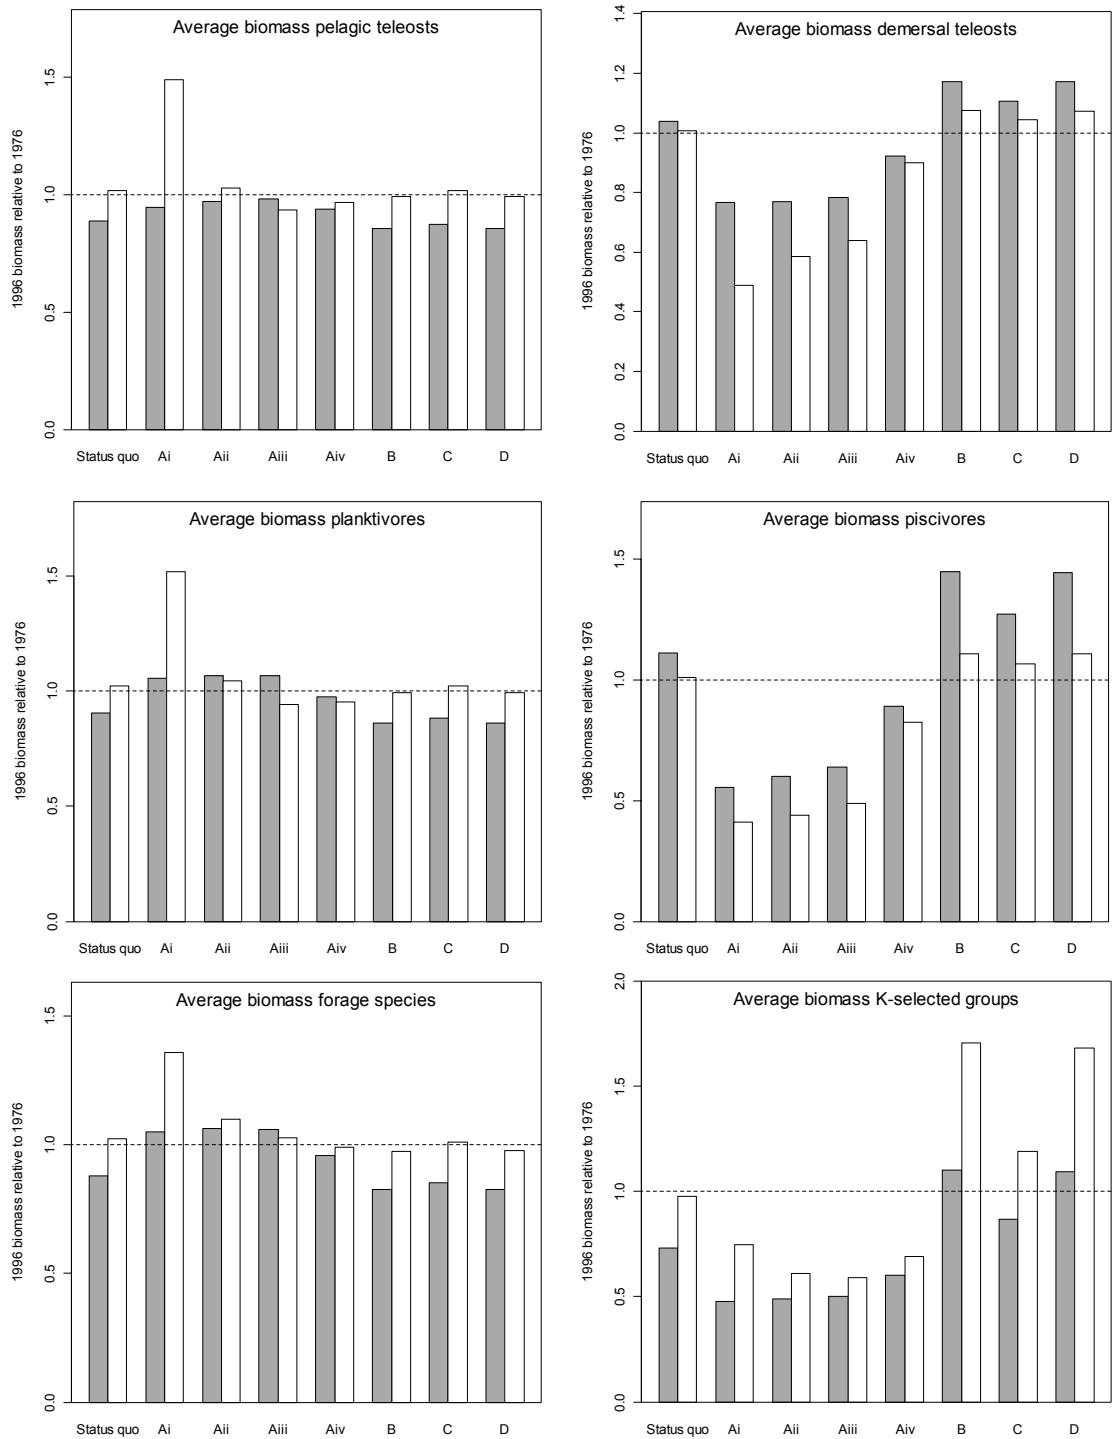 Average biomass pelagic teleosts
1996 biomass relative to 1976
1.5
1.0
0.5
0.0
Status quo Ai Aii Aiii Aiv B C D
Average biomass demersal teleosts
1996 biomass relative to 1976
1.4
1.2
1.0
0.8
0.6
0.4
0.2
0.0
Status quo Ai Aii Aiii Aiv B C D
Average biomass planktivores
1996 biomass relative to 1976
1.5
1.0
0.5
0.0
Status quo Ai Aii Aiii Aiv B C D
Average biomass piscivores
1996 biomass relative to 1976
1.5
1.0
0.5
0.0
Status quo Ai Aii Aiii Aiv B C D
Average biomass forage species
1996 biomass relative to 1976
1.5
1.0
0.5
0.0
Status quo Ai Aii Aiii Aiv B C D
Average biomass K-selected groups
1996 biomass relative to 1976
2.0
1.5
1.0
0.5
0.0
Status quo Ai Aii Aiii Aiv B C D